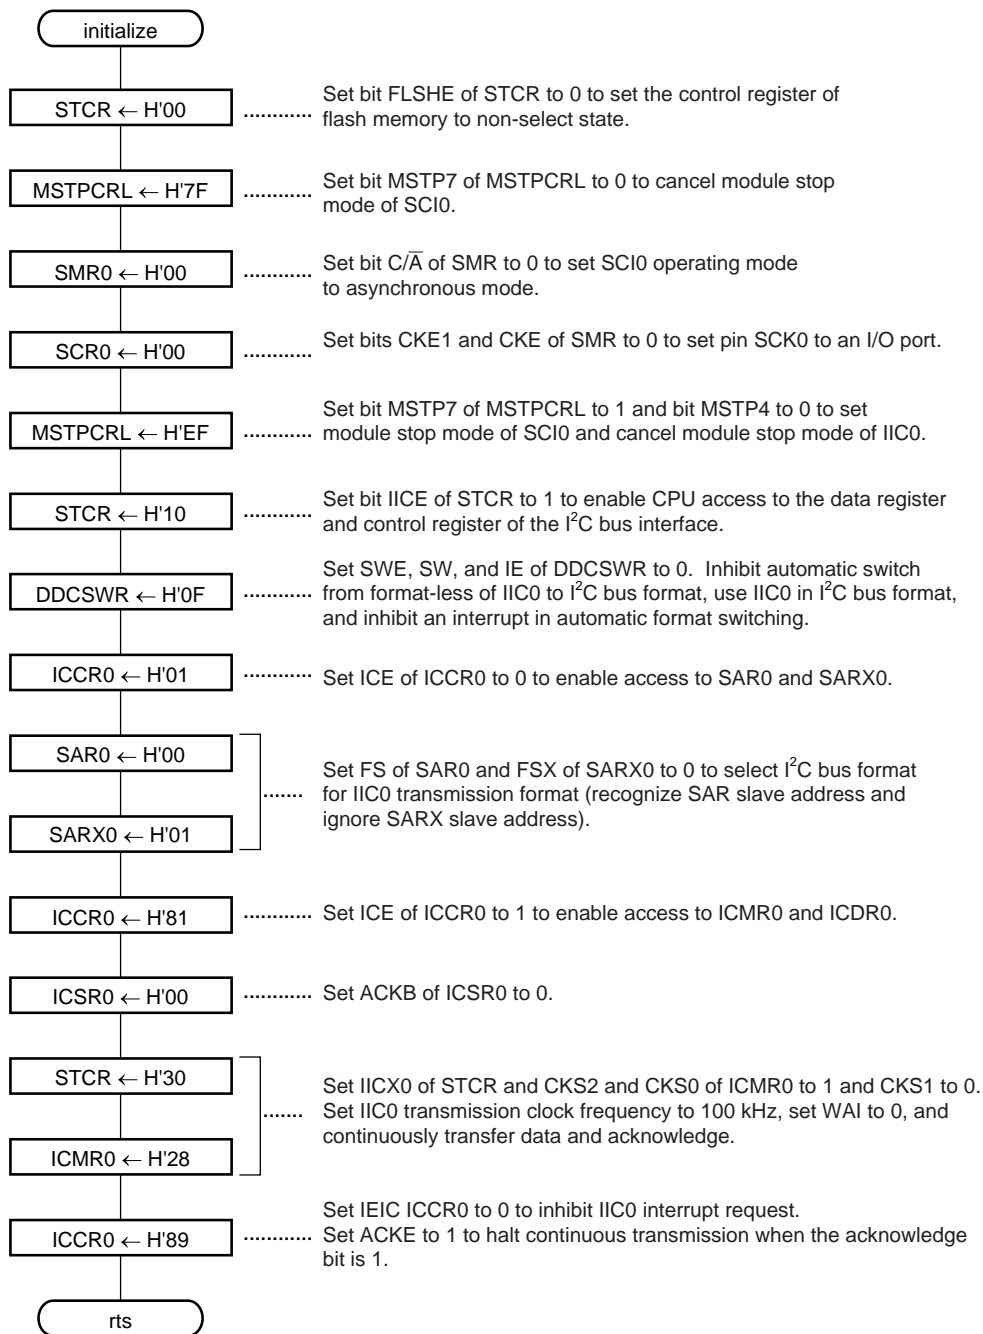 initialize
STCR ← H'00
Set bit FLSHE of STCR to 0 to set the control register of
flash memory to non-select state.
MSTPCRL ← H'7F
Set bit MSTP7 of MSTPCRL to 0 to cancel module stop
mode of SCI0.
SMR0 ← H'00
Set bit C/A̅ of SMR to 0 to set SCI0 operating mode
to asynchronous mode.
SCR0 ← H'00
Set bits CKE1 and CKE of SMR to 0 to set pin SCK0 to an I/O port.
MSTPCRL ← H'EF
Set bit MSTP7 of MSTPCRL to 1 and bit MSTP4 to 0 to set
module stop mode of SCI0 and cancel module stop mode of IIC0.
STCR ← H'10
Set bit IICE of STCR to 1 to enable CPU access to the data register
and control register of the I²C bus interface.
DDCSWR ← H'0F
Set SWE, SW, and IE of DDCSWR to 0. Inhibit automatic switch
from format-less of IIC0 to I²C bus format, use IIC0 in I²C bus format,
and inhibit an interrupt in automatic format switching.
ICCR0 ← H'01
Set ICE of ICCR0 to 0 to enable access to SAR0 and SARX0.
SAR0 ← H'00
SARX0 ← H'01
Set FS of SAR0 and FSX of SARX0 to 0 to select I²C bus format
for IIC0 transmission format (recognize SAR slave address and
ignore SARX slave address).
ICCR0 ← H'81
Set ICE of ICCR0 to 1 to enable access to ICMR0 and ICDR0.
ICSR0 ← H'00
Set ACKB of ICSR0 to 0.
STCR ← H'30
ICMR0 ← H'28
Set IICX0 of STCR and CKS2 and CKS0 of ICMR0 to 1 and CKS1 to 0.
Set IIC0 transmission clock frequency to 100 kHz, set WAI to 0, and
continuously transfer data and acknowledge.
ICCR0 ← H'89
Set IEIC ICCR0 to 0 to inhibit IIC0 interrupt request.
Set ACKE to 1 to halt continuous transmission when the acknowledge
bit is 1.
rts